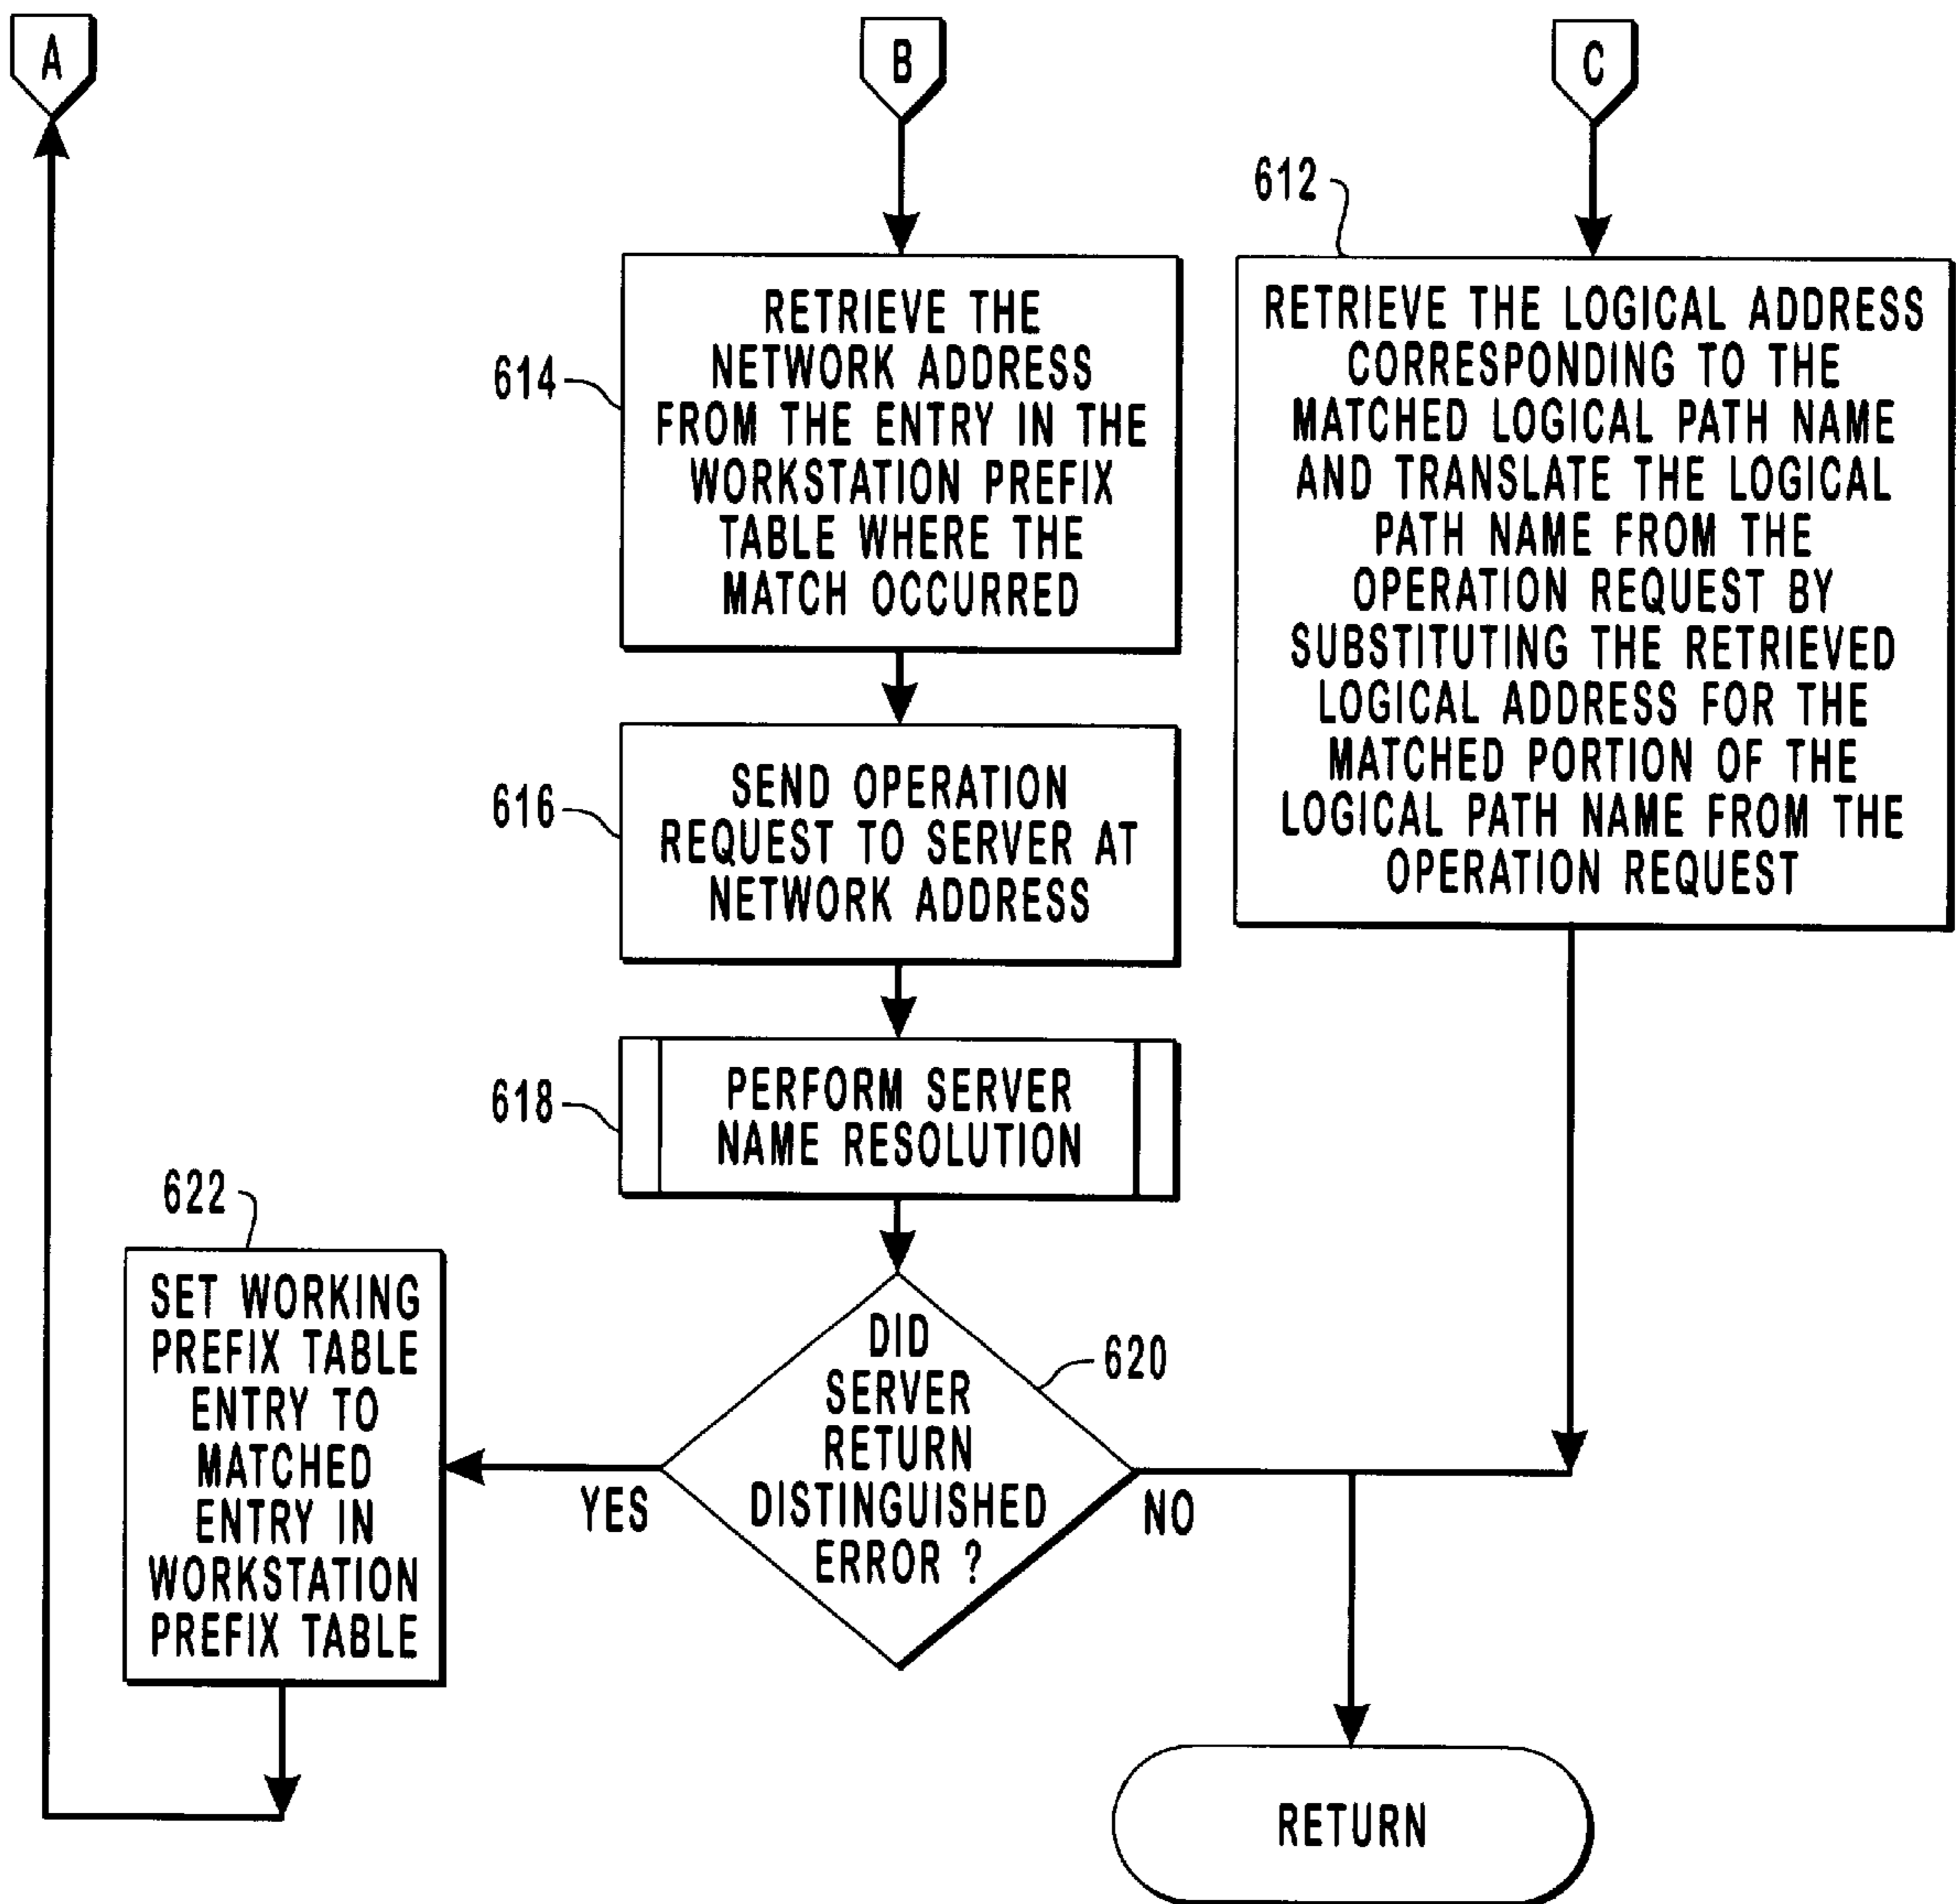 A
B
C
612
RETRIEVE THE
NETWORK ADDRESS
FROM THE ENTRY IN THE
WORKSTATION PREFIX
TABLE WHERE THE
MATCH OCCURRED
614
RETRIEVE THE LOGICAL ADDRESS
CORRESPONDING TO THE
MATCHED LOGICAL PATH NAME
AND TRANSLATE THE LOGICAL
PATH NAME FROM THE
OPERATION REQUEST BY
SUBSTITUTING THE RETRIEVED
LOGICAL ADDRESS FOR THE
MATCHED PORTION OF THE
LOGICAL PATH NAME FROM THE
OPERATION REQUEST
616
SEND OPERATION
REQUEST TO SERVER AT
NETWORK ADDRESS
618
PERFORM SERVER
NAME RESOLUTION
622
SET WORKING
PREFIX TABLE
ENTRY TO
MATCHED
ENTRY IN
WORKSTATION
PREFIX TABLE
DID
SERVER
RETURN
DISTINGUISHED
ERROR ?
620
YES
NO
RETURN